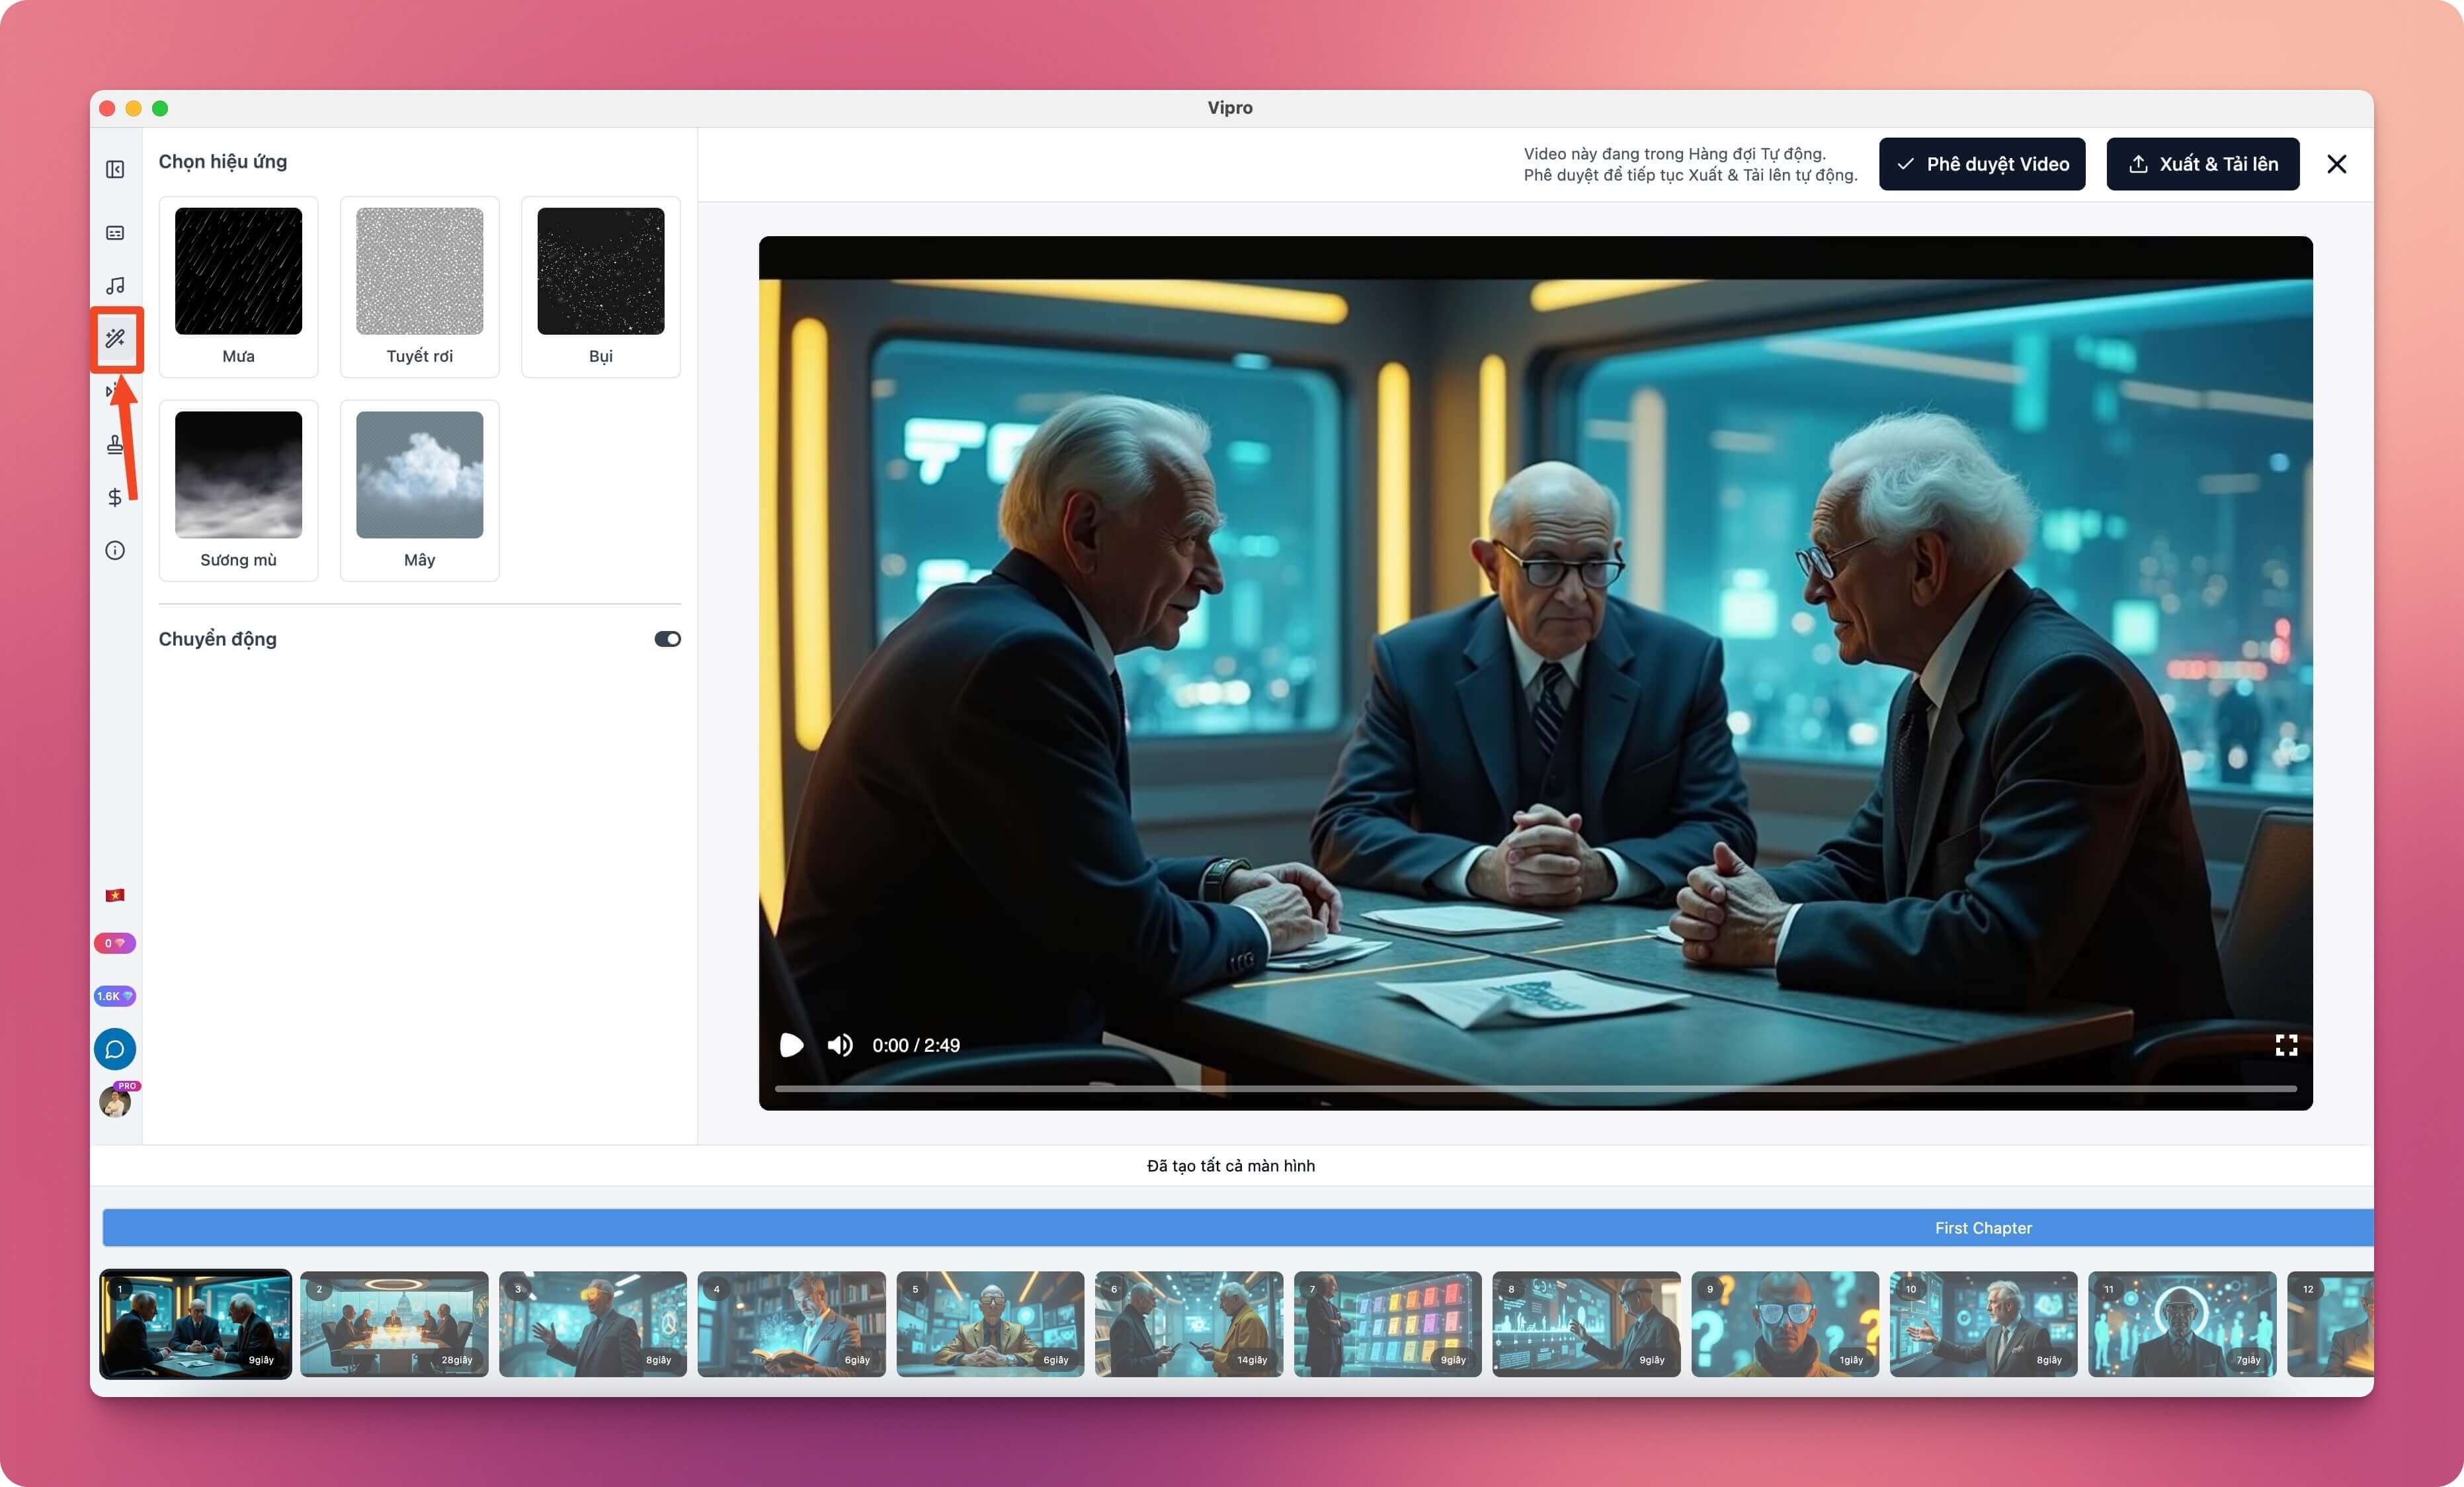 Vipro
Chọn hiệu ứng
Mưa
Tuyết rơi
Bụi
Sương mù
Mây
Chuyển động
0
1.6K
PRO
Video này đang trong Hàng đợi Tự động.
Phê duyệt để tiếp tục Xuất & Tải lên tự động.
Phê duyệt Video
Xuất & Tải lên
0:00 / 2:49
Đã tạo tất cả màn hình
First Chapter
1
9giây
2
28giây
3
8giây
4
6giây
5
6giây
6
14giây
7
9giây
8
9giây
9
1giây
10
8giây
11
7giây
12